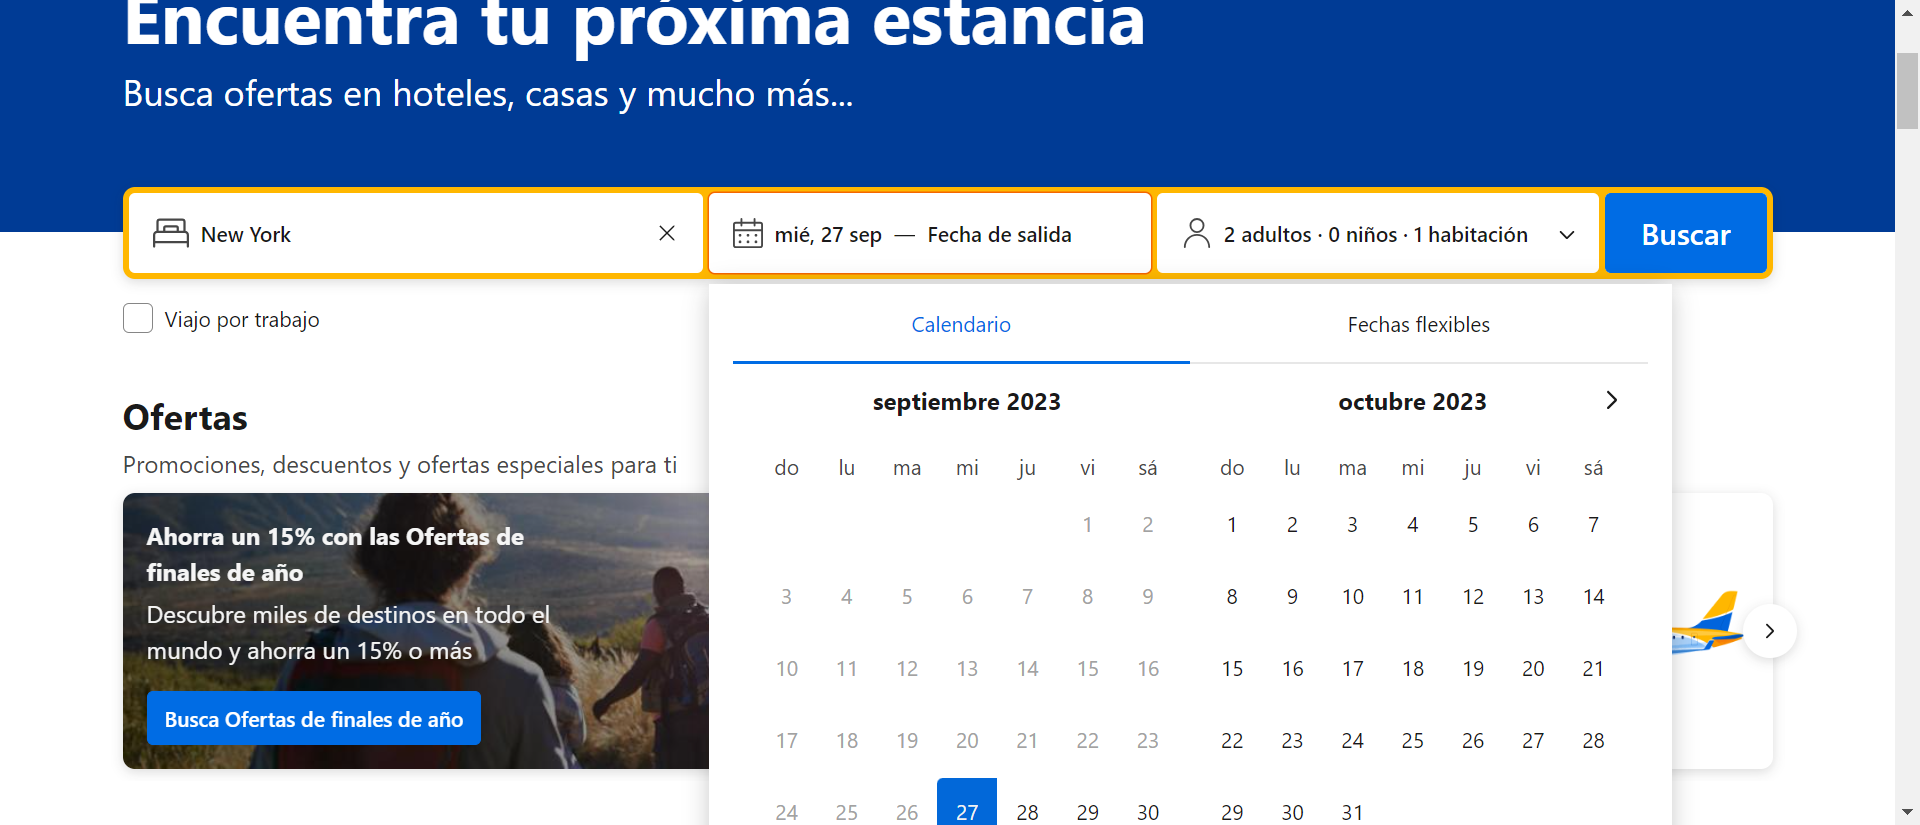 Encuentra tu próxima estancia
Busca ofertas en hoteles, casas y mucho más...
New York
mié, 27 sep — Fecha de salida
2 adultos · 0 niños · 1 habitación
Buscar
Viajo por trabajo
Calendario
Fechas flexibles
septiembre 2023
do lu ma mi ju vi sá
1 2
3 4 5 6 7 8 9
10 11 12 13 14 15 16
17 18 19 20 21 22 23
24 25 26 27 28 29 30
octubre 2023
do lu ma mi ju vi sá
1 2 3 4 5 6 7
8 9 10 11 12 13 14
15 16 17 18 19 20 21
22 23 24 25 26 27 28
29 30 31
Ofertas
Promociones, descuentos y ofertas especiales para ti
Ahorra un 15% con las Ofertas de
finales de año
Descubre miles de destinos en todo el
mundo y ahorra un 15% o más
Busca Ofertas de finales de año